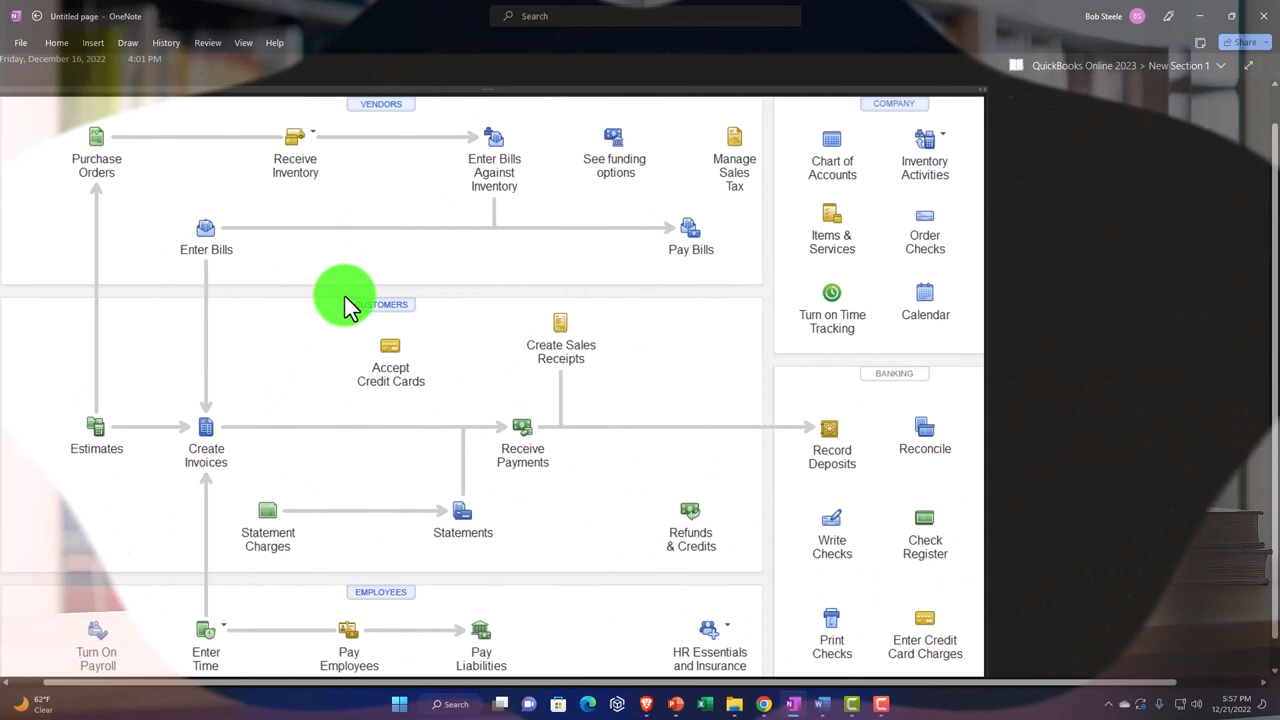 Untitled page - OneNote
Search
Bob Steele
BS
File Home Insert Draw History Review View Help
Share
Friday, December 16, 2022 4:01 PM
QuickBooks Online 2023 > New Section 1
VENDORS
Purchase
Orders
Receive
Inventory
Enter Bills
Against
Inventory
See funding
options
Manage
Sales
Tax
Enter Bills
Pay Bills
COMPANY
Chart of
Accounts
Inventory
Activities
Items &
Services
Order
Checks
Turn on Time
Tracking
Calendar
CUSTOMERS
Accept
Credit Cards
Create Sales
Receipts
Estimates
Create
Invoices
Receive
Payments
Statement
Charges
Statements
Refunds
& Credits
BANKING
Record
Deposits
Reconcile
Write
Checks
Check
Register
Print
Checks
Enter Credit
Card Charges
EMPLOYEES
Turn On
Payroll
Enter
Time
Pay
Employees
Pay
Liabilities
HR Essentials
and Insurance
62°F
Clear
Search
5:57 PM
12/21/2022